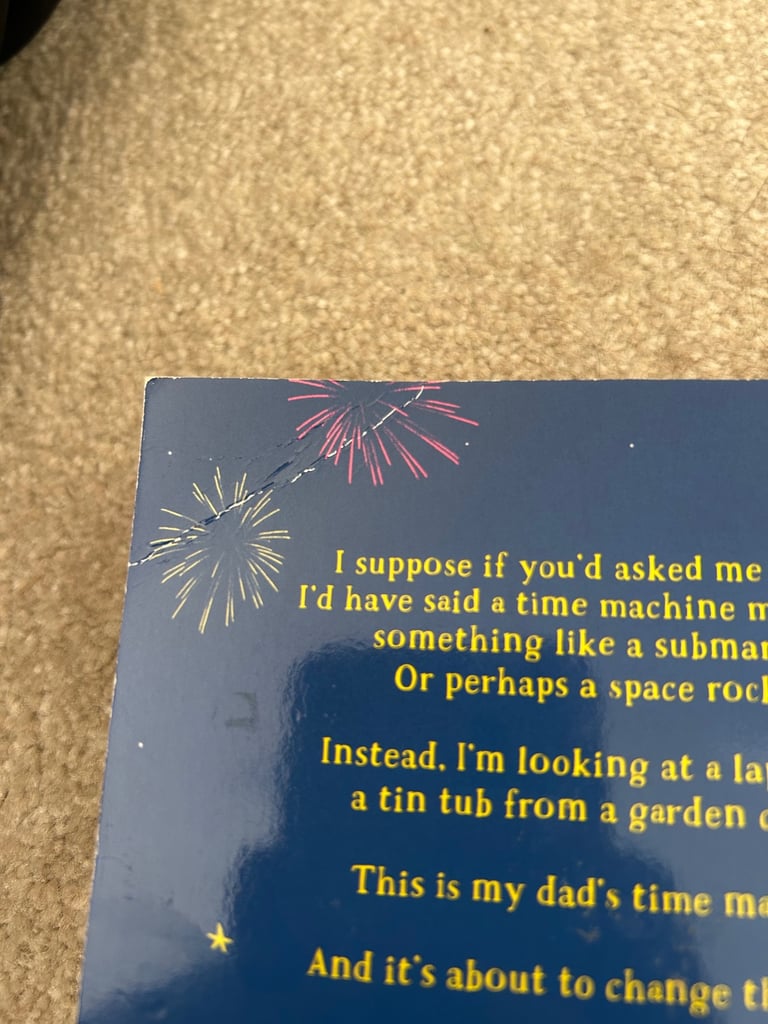 I suppose if you'd asked me
I'd have said a time machine
something like a
Or perhaps a space
Instead, I'm looking at a
a tin tub from a garden
This is my dad's time
And it's about to change